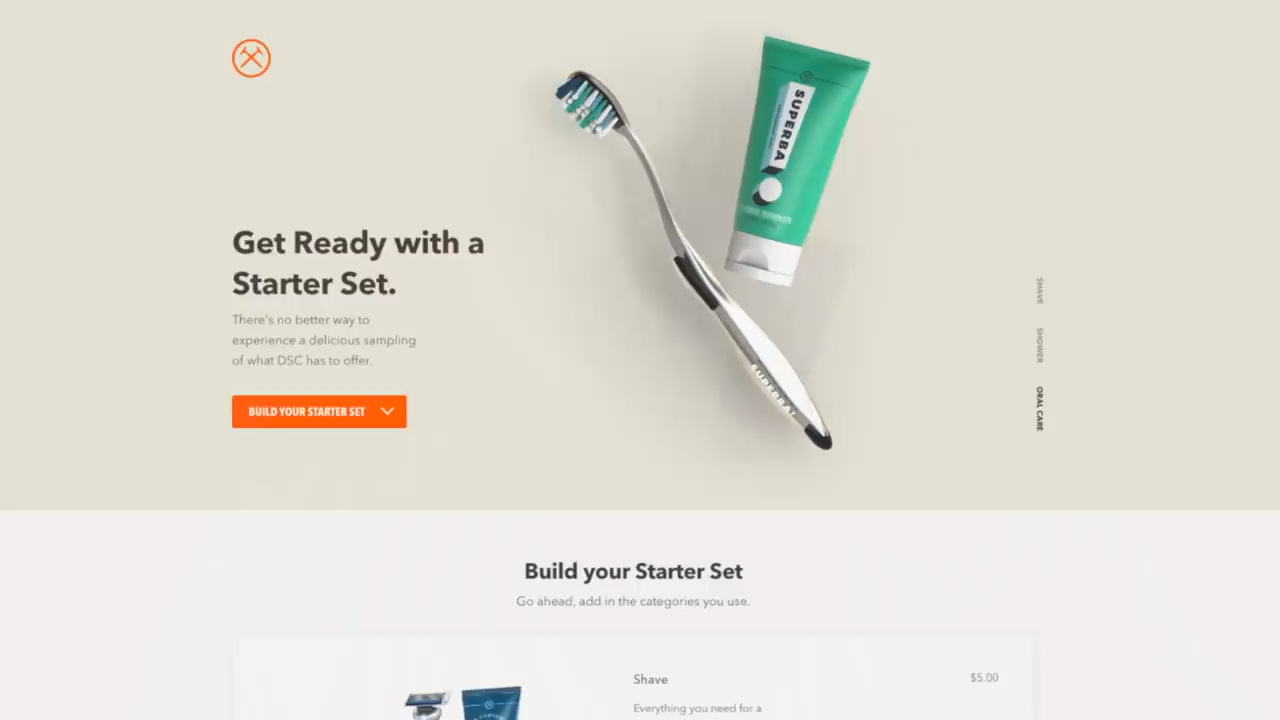 SUPERBA
Get Ready with a
Starter Set.
There's no better way to
experience a delicious sampling
of what DSC has to offer.
BUILD YOUR STARTER SET
SHAVE
SHOWER
ORAL CARE
Build your Starter Set
Go ahead, add in the categories you use.
Shave
$5.00
Everything you need for a